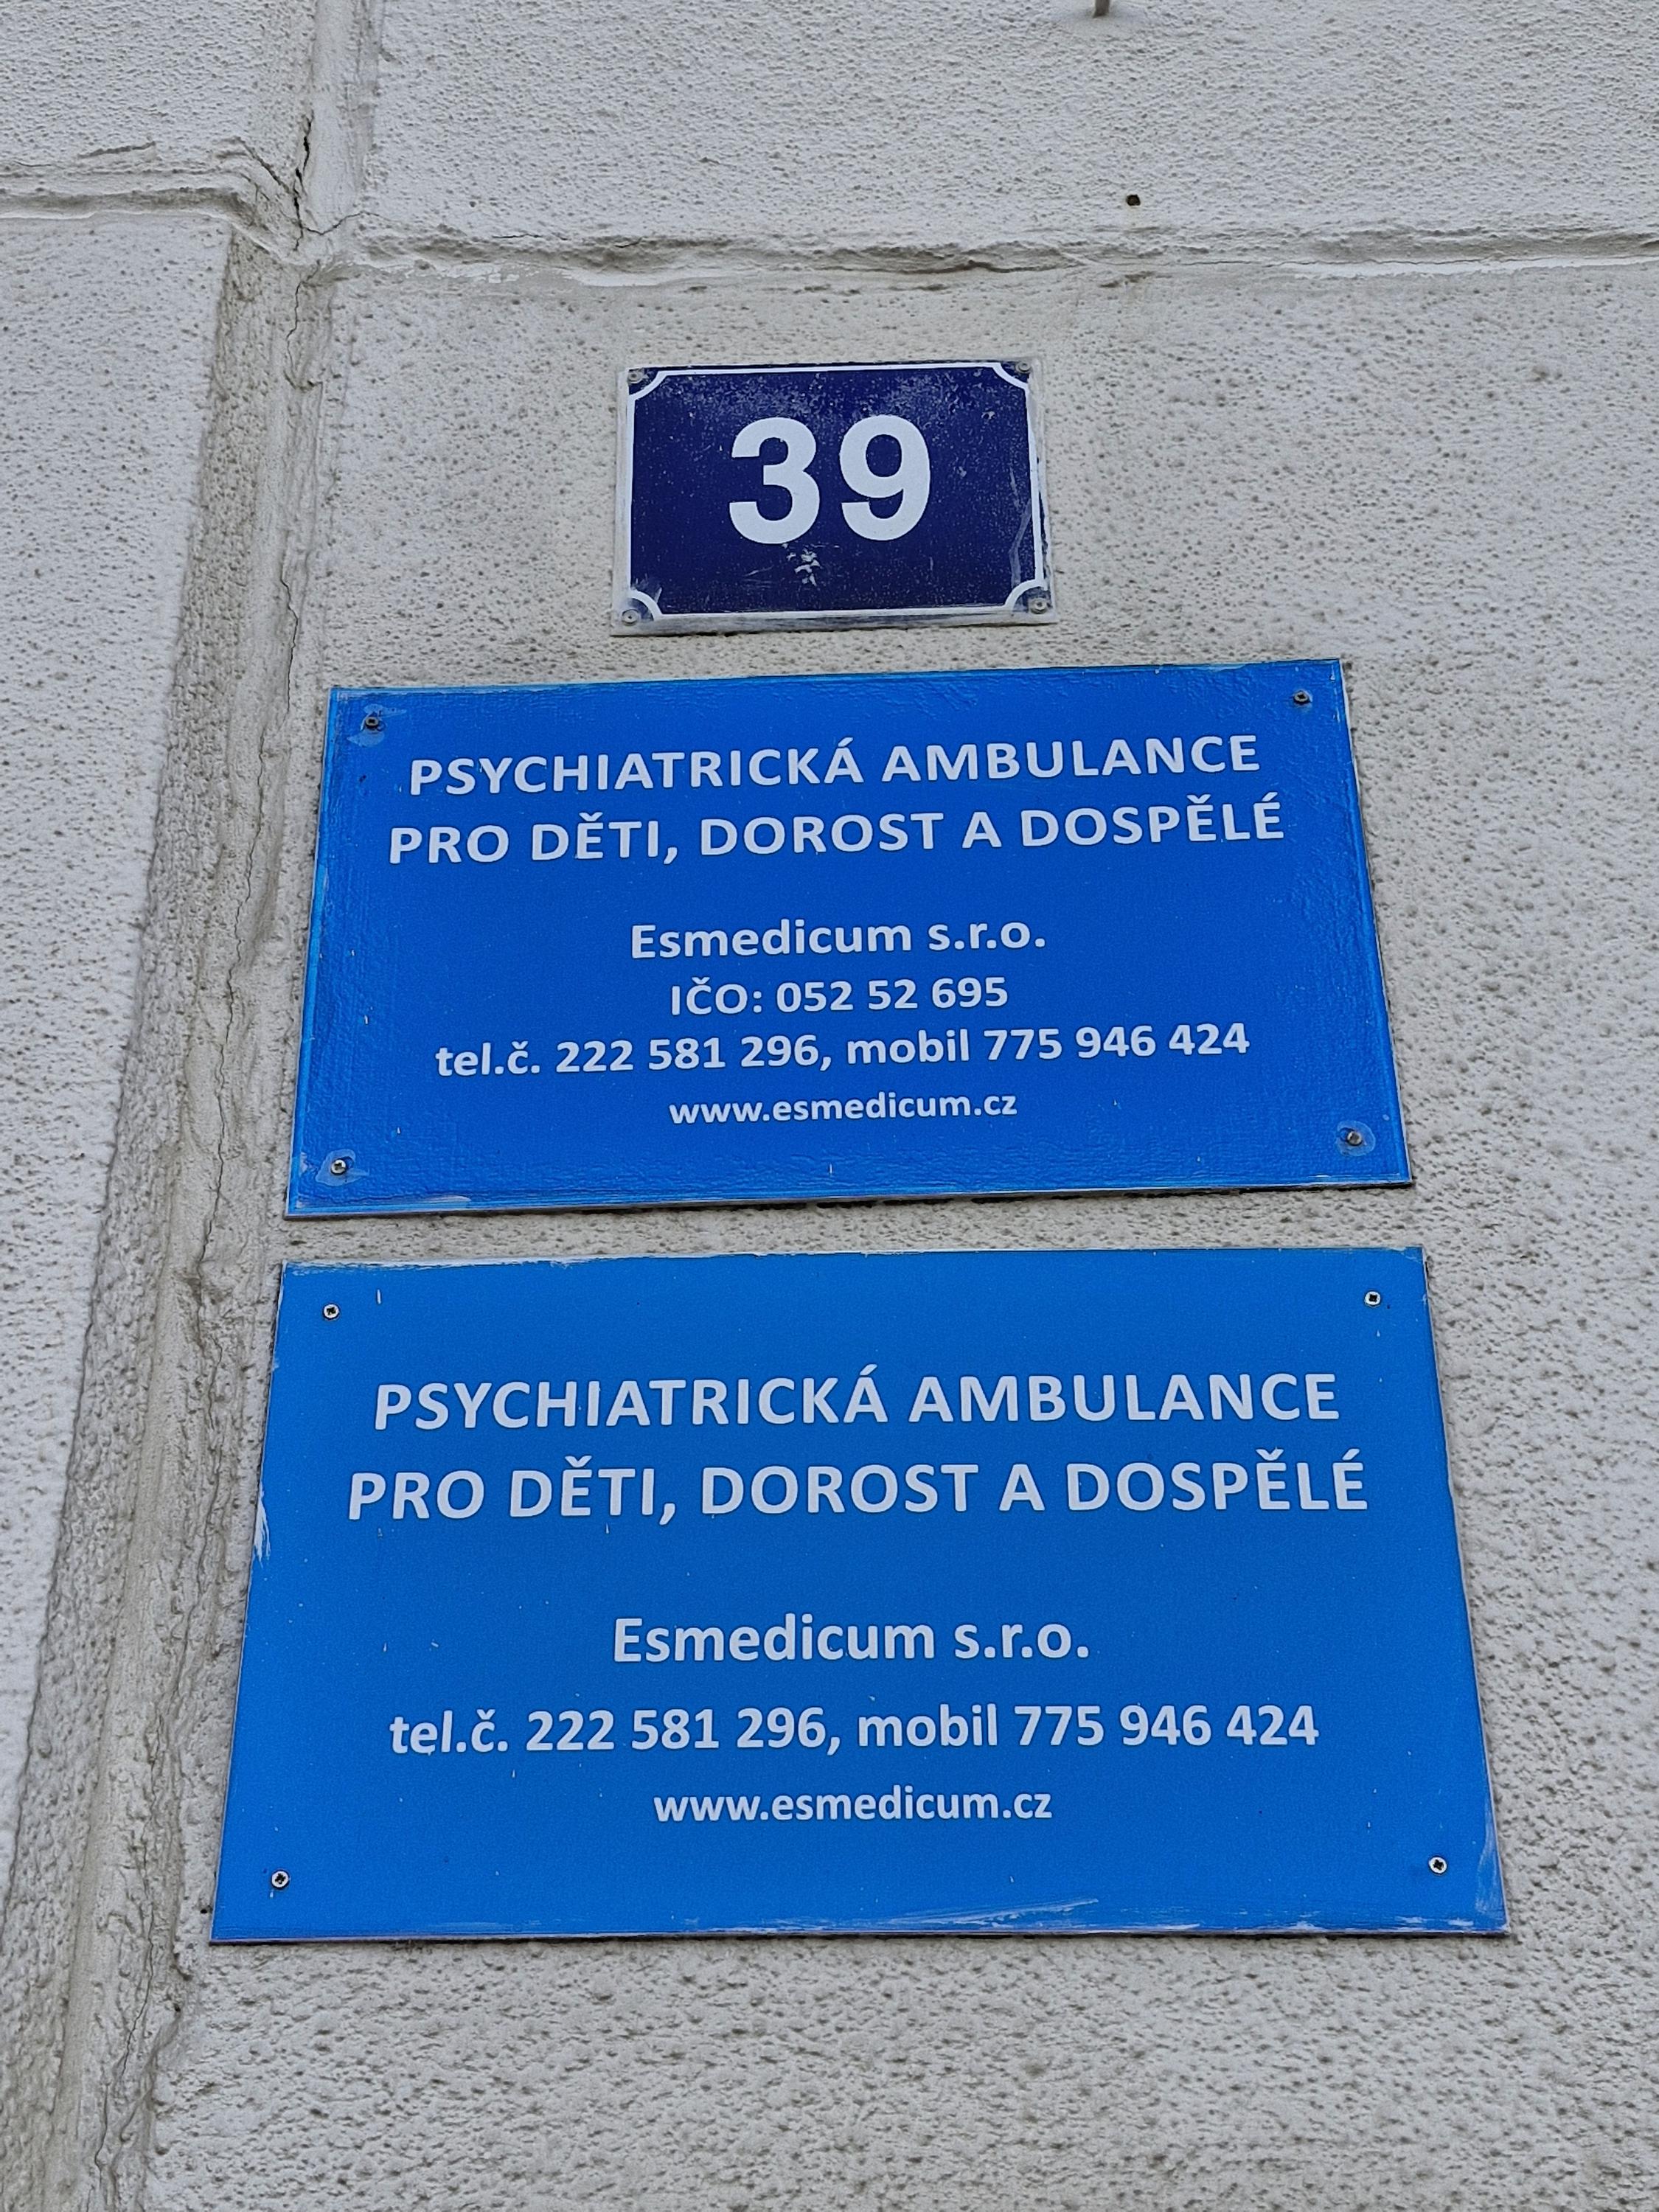 39
PSYCHIATRICKÁ AMBULANCE
PRO DĚTI, DOROST A DOSPĚLÉ
Esmedicum s.r.o.
IČO: 052 52 695
tel.č. 222 581 296, mobil 775 946 424
www.esmedicum.cz
PSYCHIATRICKÁ AMBULANCE
PRO DĚTI, DOROST A DOSPĚLÉ
Esmedicum s.r.o.
tel.č. 222 581 296, mobil 775 946 424
www.esmedicum.cz